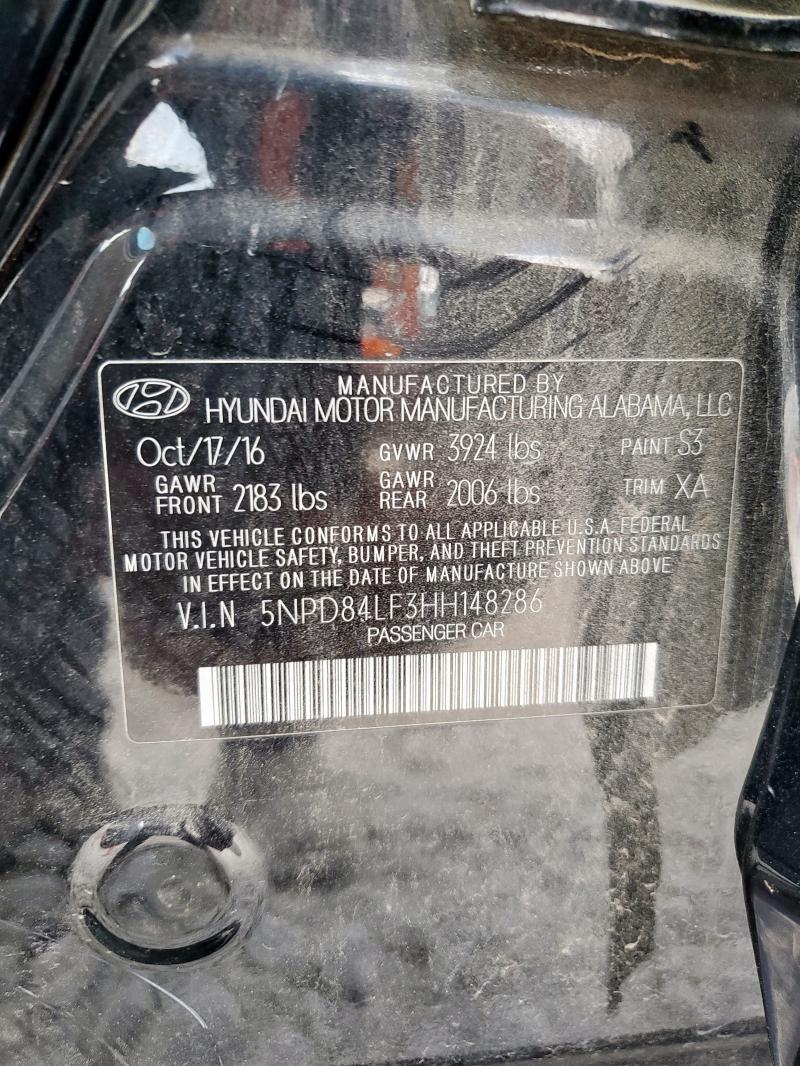 MANUFACTURED BY
HYUNDAI MOTOR MANUFACTURING ALABAMA, LLC
Oct/17/16 GVWR 3924 lbs PAINT S3
GAWR FRONT 2183 lbs GAWR REAR 2006 lbs TRIM XA
THIS VEHICLE CONFORMS TO ALL APPLICABLE U.S.A. FEDERAL
MOTOR VEHICLE SAFETY, BUMPER, AND THEFT PREVENTION STANDARDS
IN EFFECT ON THE DATE OF MANUFACTURE SHOWN ABOVE
V.I.N 5NPD84LF3HH148286
PASSENGER CAR